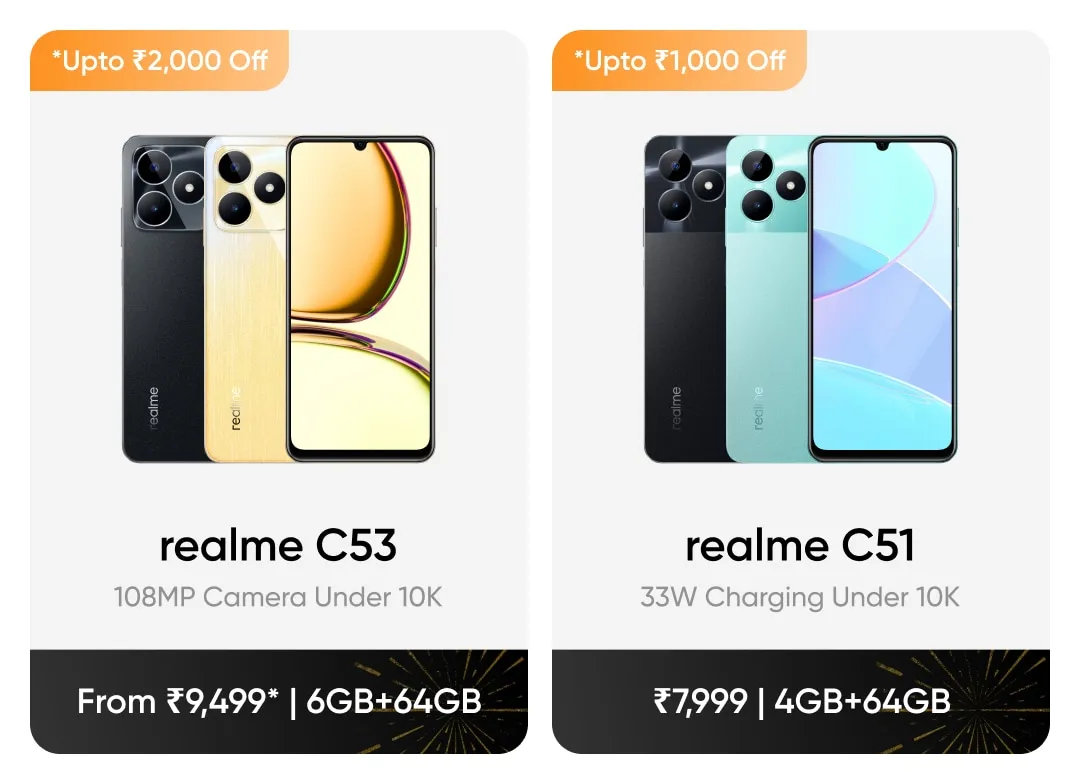 *Upto ₹2,000 Off
realme
realme
realme C53
108MP Camera Under 10K
From ₹9,499* | 6GB+64GB
*Upto ₹1,000 Off
realme
realme
realme C51
33W Charging Under 10K
₹7,999 | 4GB+64GB